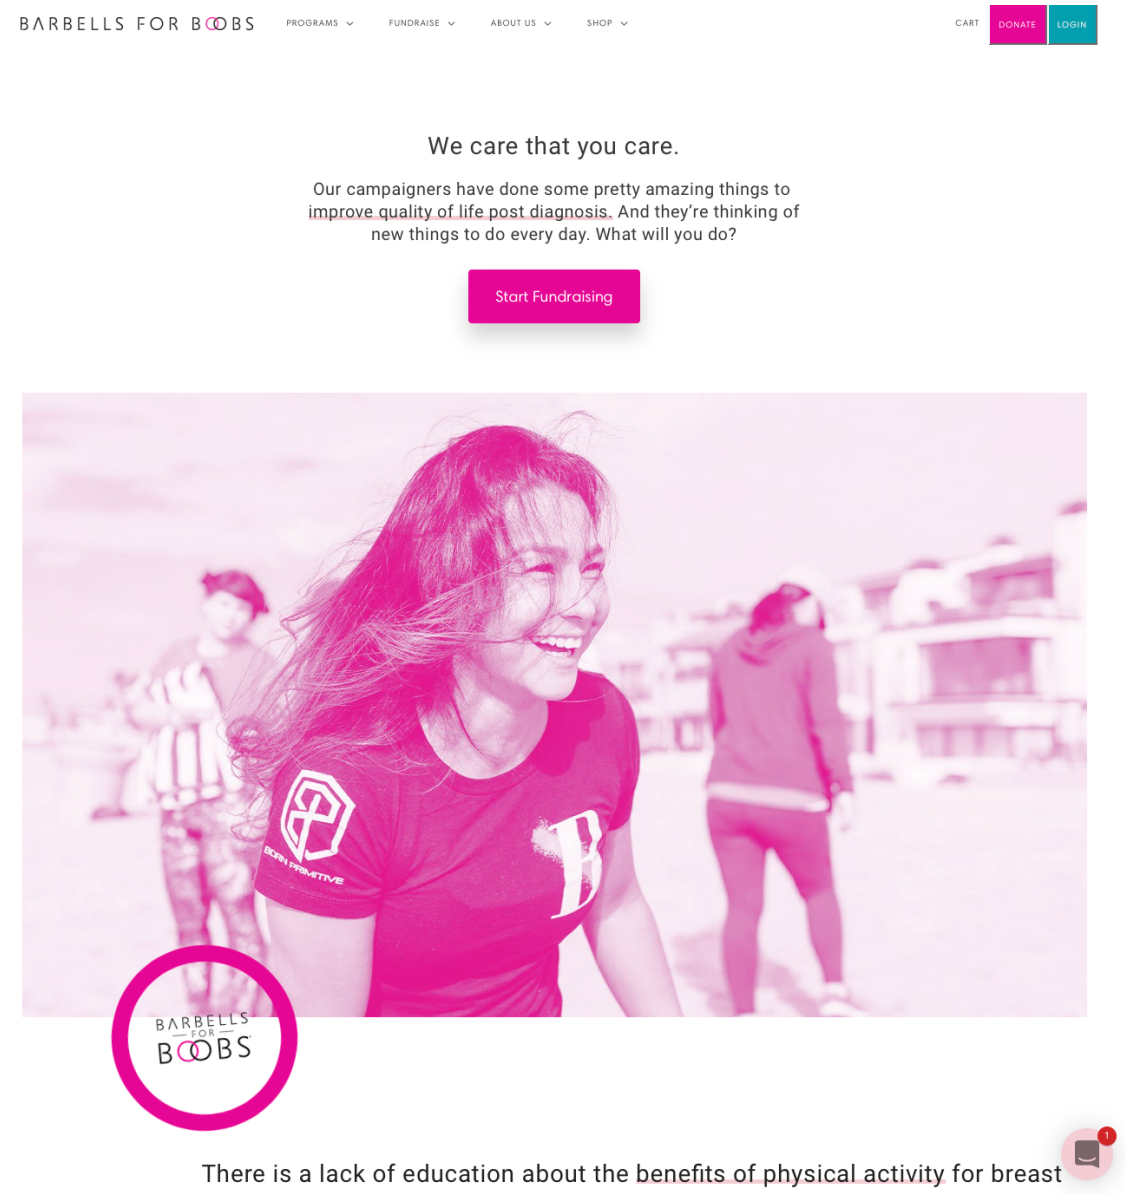 BARBELLS FOR BOOBS PROGRAMS FUNDRAISE ABOUT US SHOP CART DONATE LOGIN
We care that you care.
Our campaigners have done some pretty amazing things to
improve quality of life post diagnosis. And they’re thinking of
new things to do every day. What will you do?
Start Fundraising
BORN PRIMITIVE
B
BARBELLS
FOR
BOOBS
1
There is a lack of education about the benefits of physical activity for breast